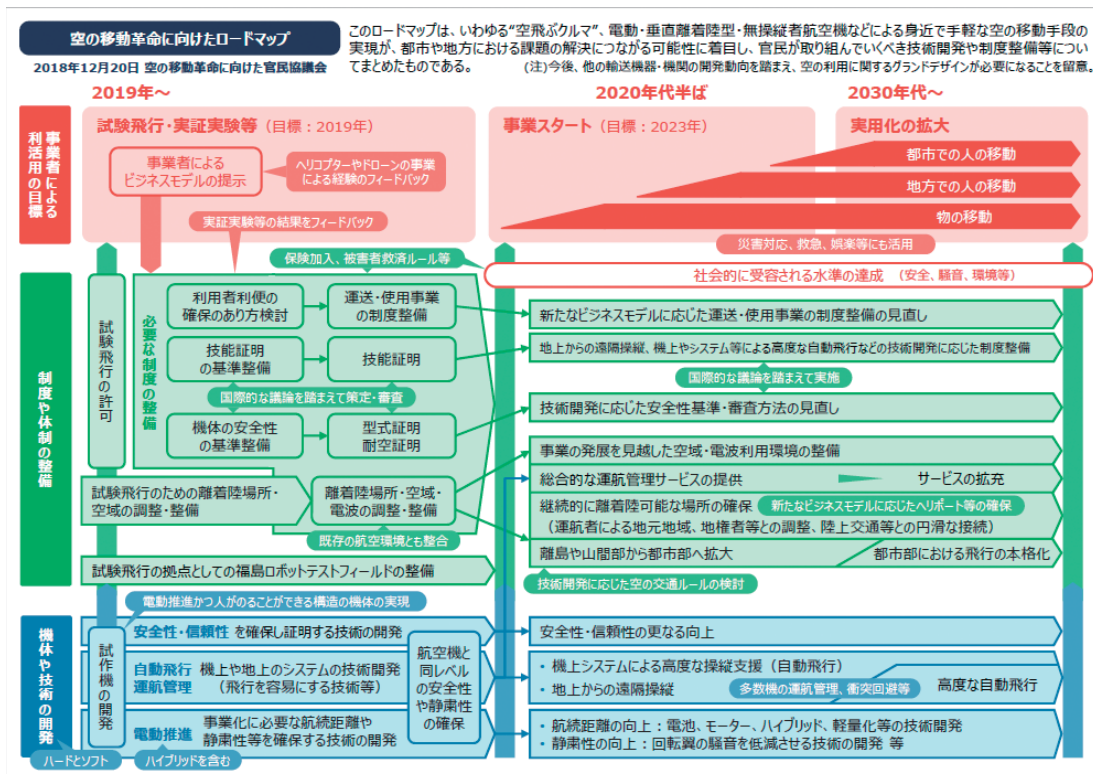 空の移動革命に向けたロードマップ
2018年12月20日 空の移動革命に向けた官民協議会
このロードマップは、いわゆる“空飛ぶクルマ”、電動・垂直離着陸型・無操縦者航空機などによる身近で手軽な空の移動手段の
実現が、都市や地方における課題の解決につながる可能性に着目し、官民が取り組んでいくべき技術開発や制度整備等につい
てまとめたものである。
(注)今後、他の輸送機器・機関の開発動向を踏まえ、空の利用に関するグランドデザインが必要になることを留意。
2019年～
2020年代半ば
2030年代～
事業者による
利活用の目標
試験飛行・実証実験等（目標：2019年）
事業スタート（目標：2023年）
実用化の拡大
事業者による
ビジネスモデルの提示
ヘリコプターやドローンの事業
による経験のフィードバック
都市での人の移動
地方での人の移動
物の移動
実証実験等の結果をフィードバック
災害対応、救急、娯楽等にも活用
制度や体制の整備
保険加入、被害者救済ルール等
社会的に受容される水準の達成（安全、騒音、環境等）
試験飛行の許可
必要な制度の整備
利用者利便の
確保のあり方検討
運送・使用事業
の制度整備
新たなビジネスモデルに応じた運送・使用事業の制度整備の見直し
技能証明
の基準整備
技能証明
地上からの遠隔操縦、機上やシステム等による高度な自動飛行などの技術開発に応じた制度整備
国際的な議論を踏まえて策定・審査
国際的な議論を踏まえて実施
機体の安全性
の基準整備
型式証明
耐空証明
技術開発に応じた安全性基準・審査方法の見直し
事業の発展を見越した空域・電波利用環境の整備
試験飛行のための離着陸場所・
空域の調整・整備
離着陸場所・空域・
電波の調整・整備
総合的な運航管理サービスの提供
サービスの拡充
継続的に離着陸可能な場所の確保
新たなビジネスモデルに応じたヘリポート等の確保
（運航者による地元地域、地権者等との調整、陸上交通等との円滑な接続）
既存の航空環境とも整合
離島や山間部から都市部へ拡大
都市部における飛行の本格化
試験飛行の拠点としての福島ロボットテストフィールドの整備
技術開発に応じた空の交通ルールの検討
機体や技術の開発
電動推進かつ人がのることができる構造の機体の実現
試作機の開発
安全性・信頼性 を確保し証明する技術の開発
安全性・信頼性の更なる向上
自動飛行
運航管理
機上や地上のシステムの技術開発
（飛行を容易にする技術等）
航空機と
同レベル
の安全性
や静粛性
の確保
・機上システムによる高度な操縦支援（自動飛行）
・地上からの遠隔操縦
多数機の運航管理、衝突回避等
高度な自動飛行
電動推進
事業化に必要な航続距離や
静粛性等を確保する技術の開発
・航続距離の向上：電池、モーター、ハイブリッド、軽量化等の技術開発
・静粛性の向上：回転翼の騒音を低減させる技術の開発 等
ハードとソフト
ハイブリッドを含む